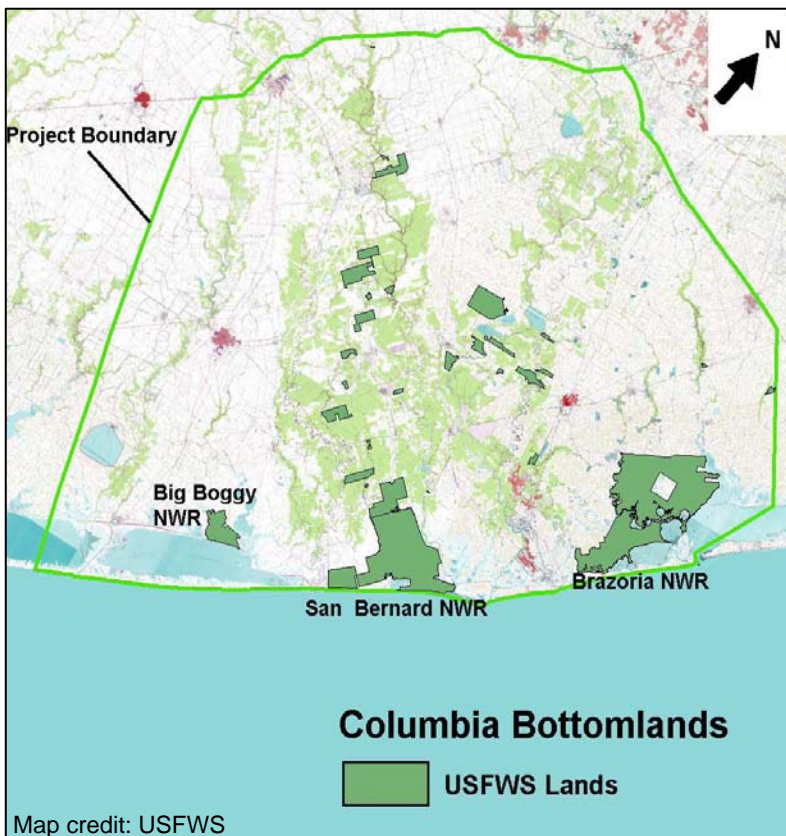 N
Project Boundary
Big Boggy
NWR
San Bernard NWR
Brazoria NWR
Columbia Bottomlands
USFWS Lands
Map credit: USFWS